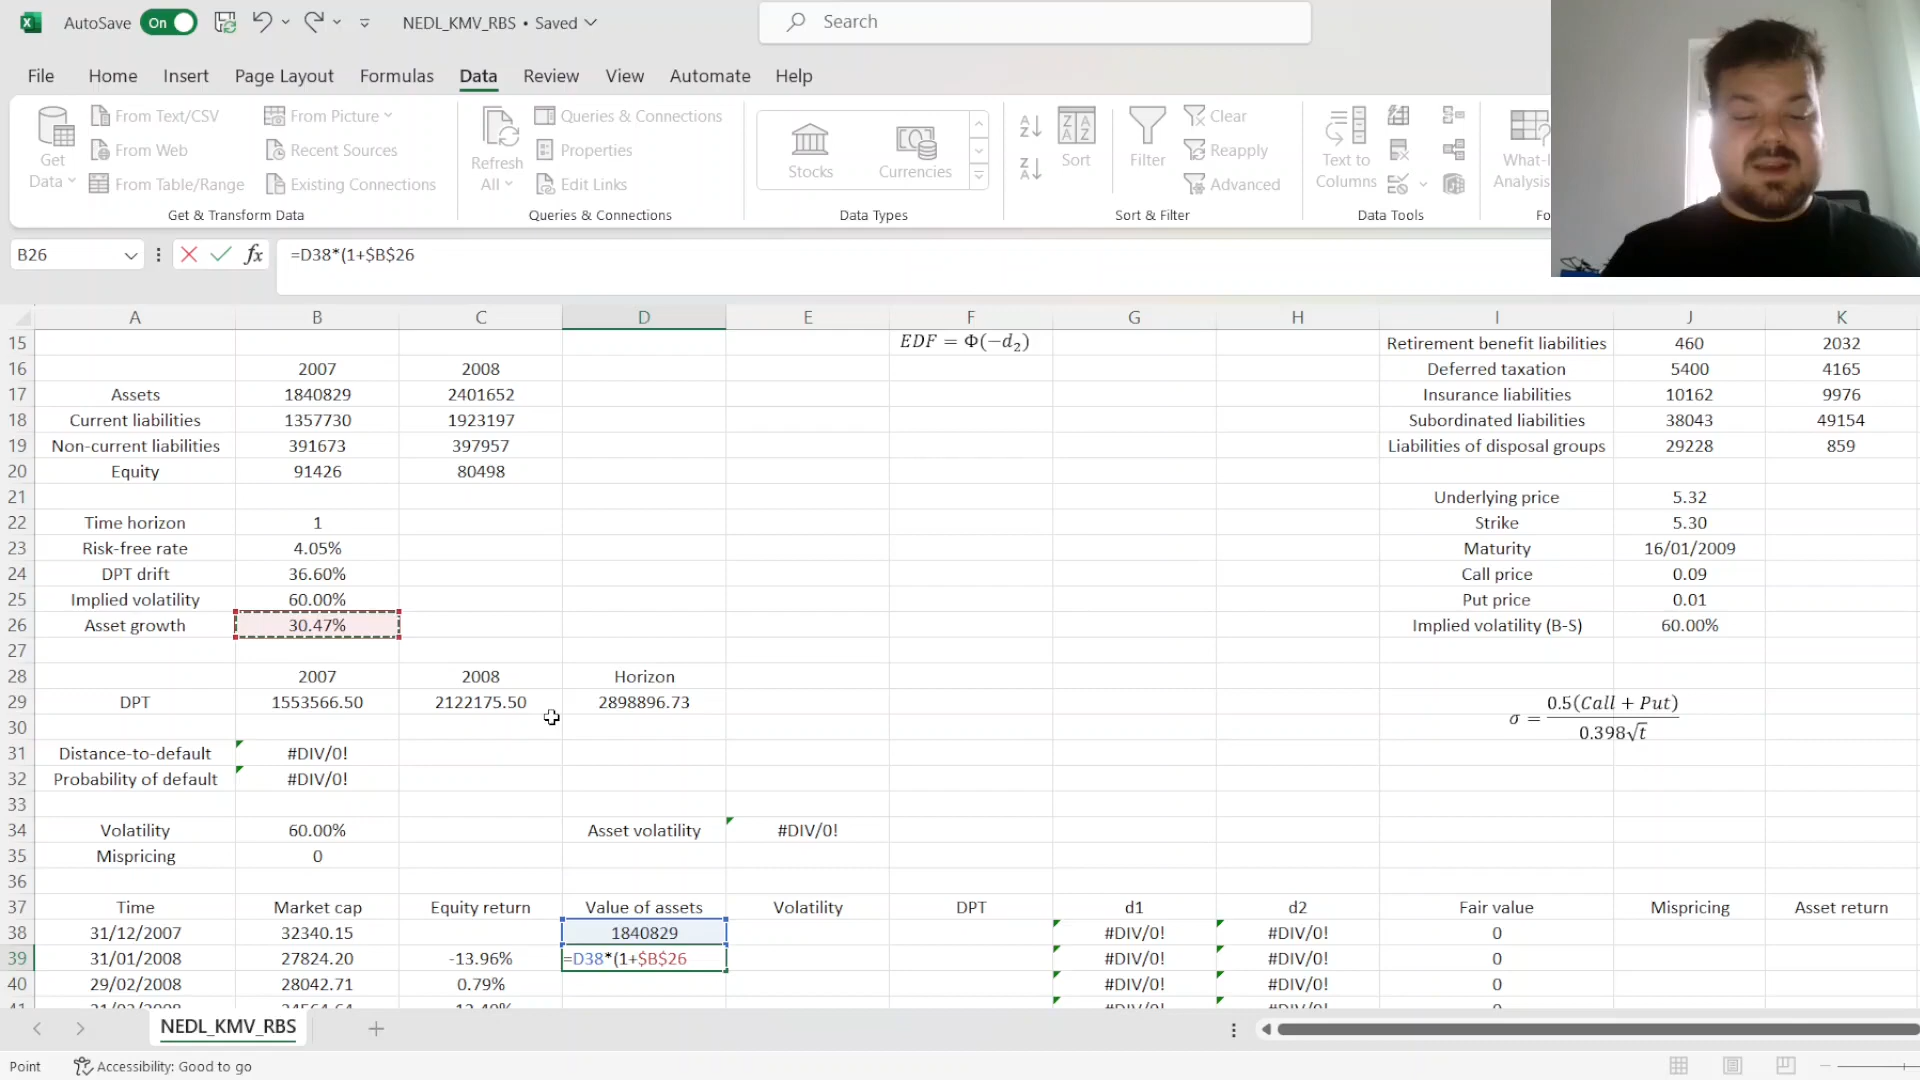 AutoSave On NEDL_KMV_RBS • Saved Search
File Home Insert Page Layout Formulas Data Review View Automate Help
Get Data From Text/CSV From Web From Table/Range From Picture Recent Sources Existing Connections
Refresh All Queries & Connections Properties Edit Links
Stocks Currencies
Sort Filter Clear Reapply Advanced
Text to Columns
Get & Transform Data Queries & Connections Data Types Sort & Filter Data Tools
B26 fx =D38*(1+$B$26
A B C D E F G H I J K
15 EDF = Φ(−d₂) Retirement benefit liabilities 460 2032
16 2007 2008 Deferred taxation 5400 4165
17 Assets 1840829 2401652 Insurance liabilities 10162 9976
18 Current liabilities 1357730 1923197 Subordinated liabilities 38043 49154
19 Non-current liabilities 391673 397957 Liabilities of disposal groups 29228 859
20 Equity 91426 80498
21 Underlying price 5.32
22 Time horizon 1 Strike 5.30
23 Risk-free rate 4.05% Maturity 16/01/2009
24 DPT drift 36.60% Call price 0.09
25 Implied volatility 60.00% Put price 0.01
26 Asset growth 30.47% Implied volatility (B-S) 60.00%
27
28 2007 2008 Horizon
29 DPT 1553566.50 2122175.50 2898896.73 σ = 0.5(Call + Put) / 0.398√t
30
31 Distance-to-default #DIV/0!
32 Probability of default #DIV/0!
33
34 Volatility 60.00% Asset volatility #DIV/0!
35 Mispricing 0
36
37 Time Market cap Equity return Value of assets Volatility DPT d1 d2 Fair value Mispricing Asset return
38 31/12/2007 32340.15 1840829 #DIV/0! #DIV/0! 0
39 31/01/2008 27824.20 -13.96% =D38*(1+$B$26 #DIV/0! #DIV/0! 0
40 29/02/2008 28042.71 0.79% #DIV/0! #DIV/0! 0
NEDL_KMV_RBS
Point Accessibility: Good to go